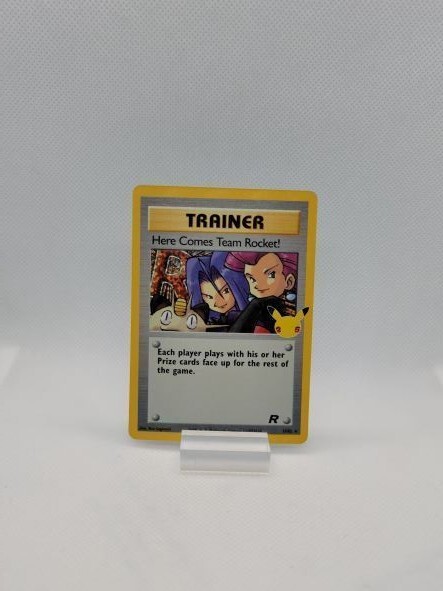 TRAINER
Here Comes Team Rocket!
Each player plays with his or her
Prize cards face up for the rest of
the game.
R